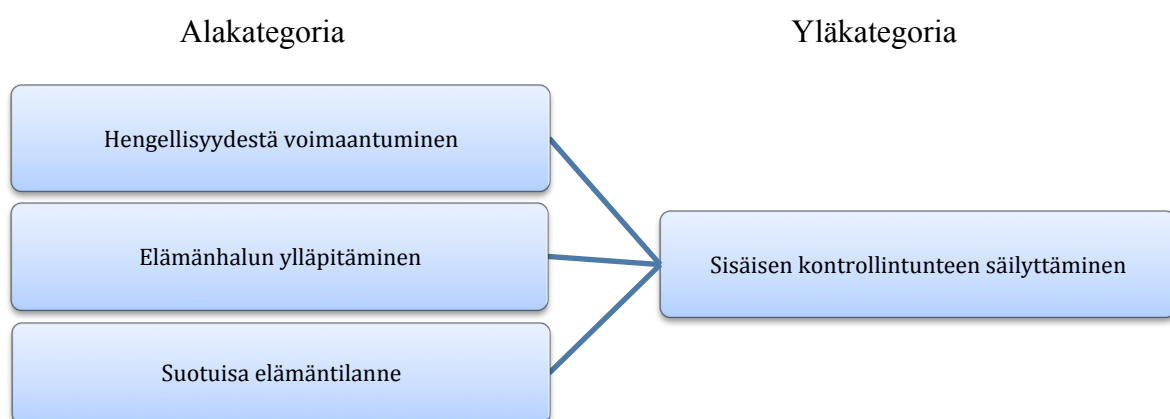 Alakategoria
Yläkategoria
Hengellisyydestä voimaantuminen
Elämänhalun ylläpitäminen
Suotuisa elämäntilanne
Sisäisen kontrollintunteen säilyttäminen